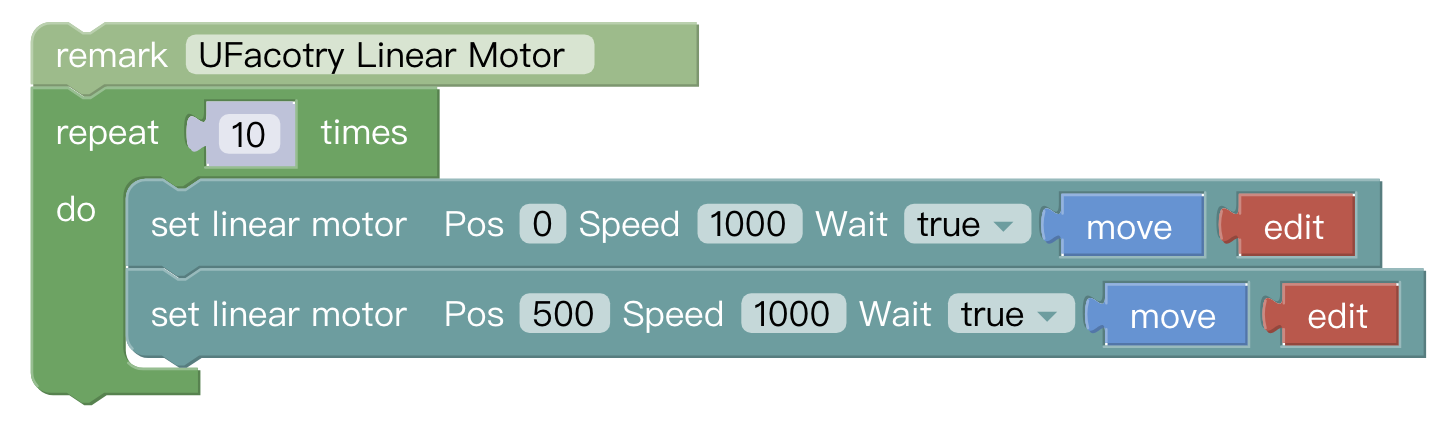 remark UFacotry Linear Motor
repeat 10 times
do
set linear motor Pos 0 Speed 1000 Wait true move edit
set linear motor Pos 500 Speed 1000 Wait true move edit